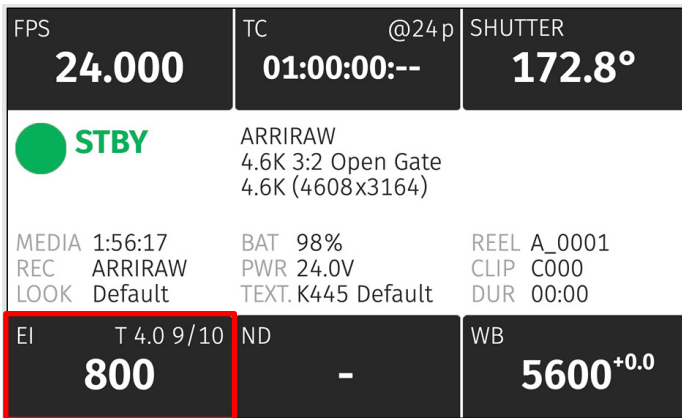 FPS
24.000
TC @24p
01:00:00:--
SHUTTER
172.8°
STBY
ARRIRAW
4.6K 3:2 Open Gate
4.6K (4608x3164)
MEDIA 1:56:17
REC ARRIRAW
LOOK Default
BAT 98%
PWR 24.0V
TEXT. K445 Default
REEL A_0001
CLIP C000
DUR 00:00
EI T 4.0 9/10
800
ND
-
WB
5600+0.0